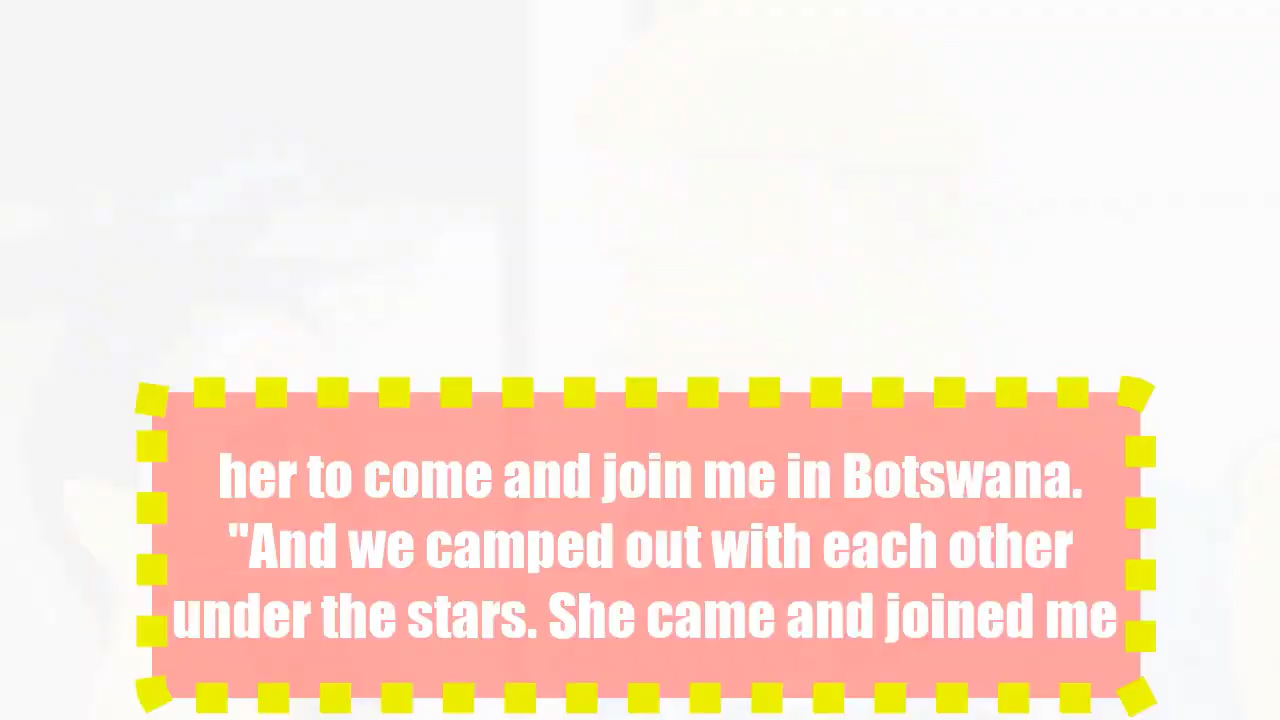 her to come and join me in Botswana.
"And we camped out with each other
under the stars. She came and joined me